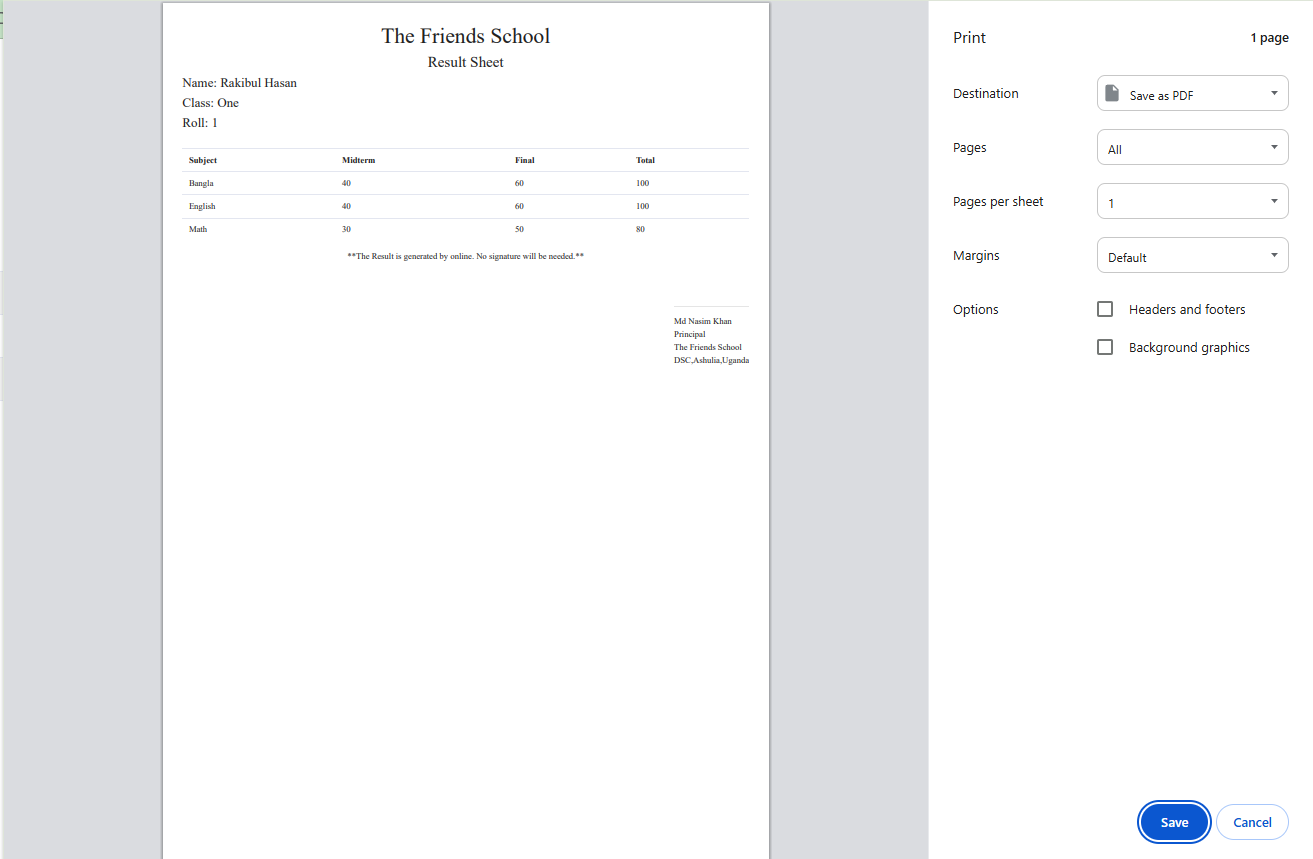 The Friends School
Result Sheet
Name: Rakibul Hasan
Class: One
Roll: 1
Subject Midterm Final Total
Bangla 40 60 100
English 40 60 100
Math 30 50 80
**The Result is generated by online. No signature will be needed.**
Md Nasim Khan
Principal
The Friends School
DSC,Ashulia,Uganda
Print 1 page
Destination Save as PDF
Pages All
Pages per sheet 1
Margins Default
Options Headers and footers
Background graphics
Save Cancel